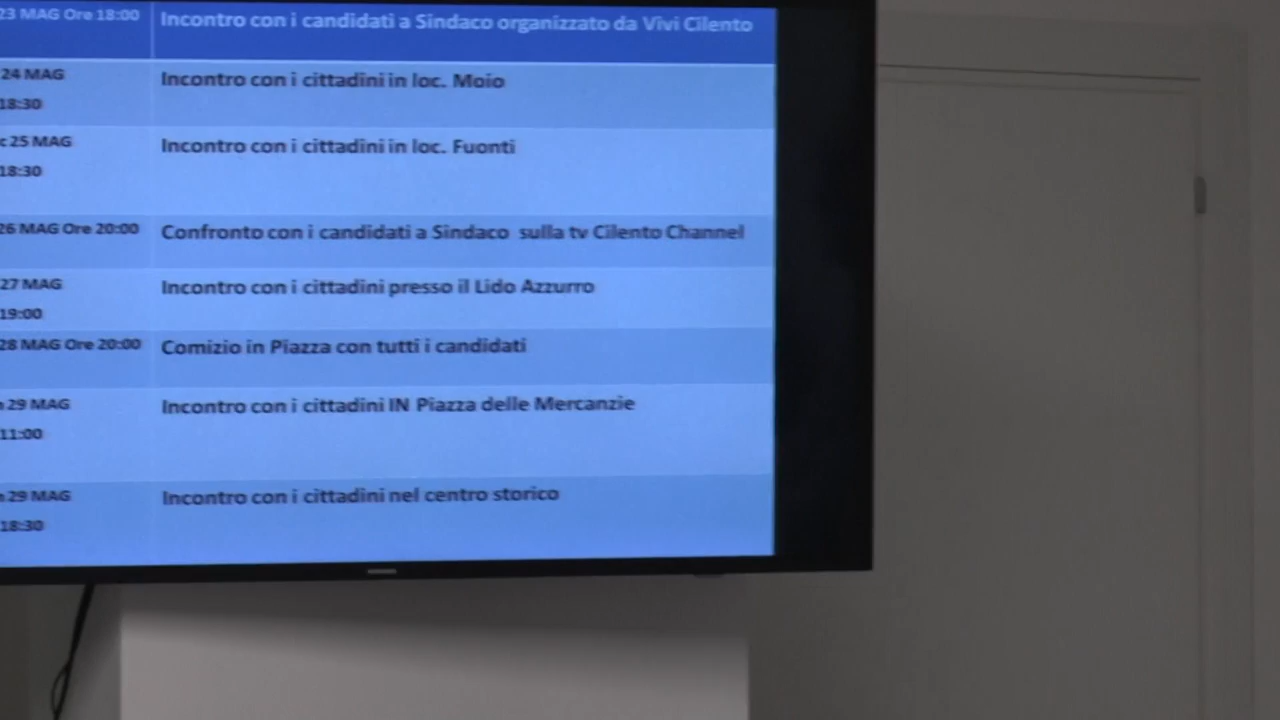 23 MAG Ore 18:00 Incontro con i candidati a Sindaco organizzato da Vivi Cilento
24 MAG Incontro con i cittadini in loc. Moio
18:30
25 MAG Incontro con i cittadini in loc. Fuonti
18:30
26 MAG Ore 20:00 Confronto con i candidati a Sindaco sulla tv Cilento Channel
27 MAG Incontro con i cittadini presso il Lido Azzurro
19:00
28 MAG Ore 20:00 Comizio in Piazza con tutti i candidati
29 MAG Incontro con i cittadini IN Piazza delle Mercanzie
11:00
29 MAG Incontro con i cittadini nel centro storico
18:30